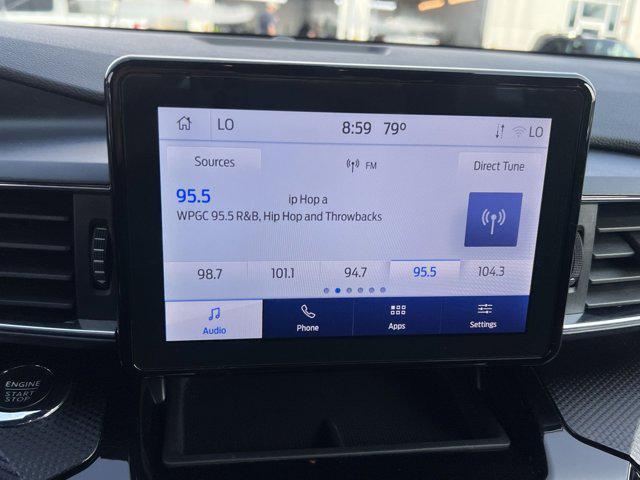 LO 8:59 79° LO
Sources FM Direct Tune
95.5 ip Hop a
WPGC 95.5 R&B, Hip Hop and Throwbacks
98.7 101.1 94.7 95.5 104.3
Audio Phone Apps Settings
ENGINE
START
STOP